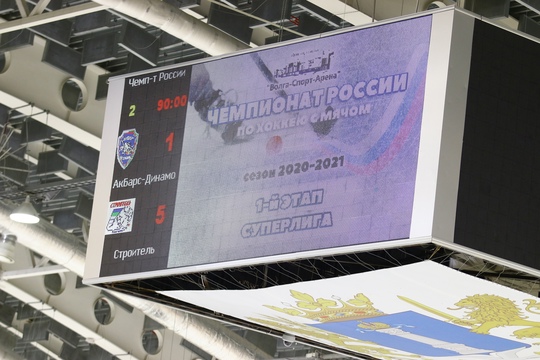 Чемп-т России
2 90:00
1
АкБарс-Динамо
СТРОИТЕЛЬ
5
Строитель
"Волга-Спорт-Арена"
ЧЕМПИОНАТ РОССИИ
ПО ХОККЕЮ С МЯЧОМ
СЕЗОН 2020-2021
1-Й ЭТАП
СУПЕРЛИГА